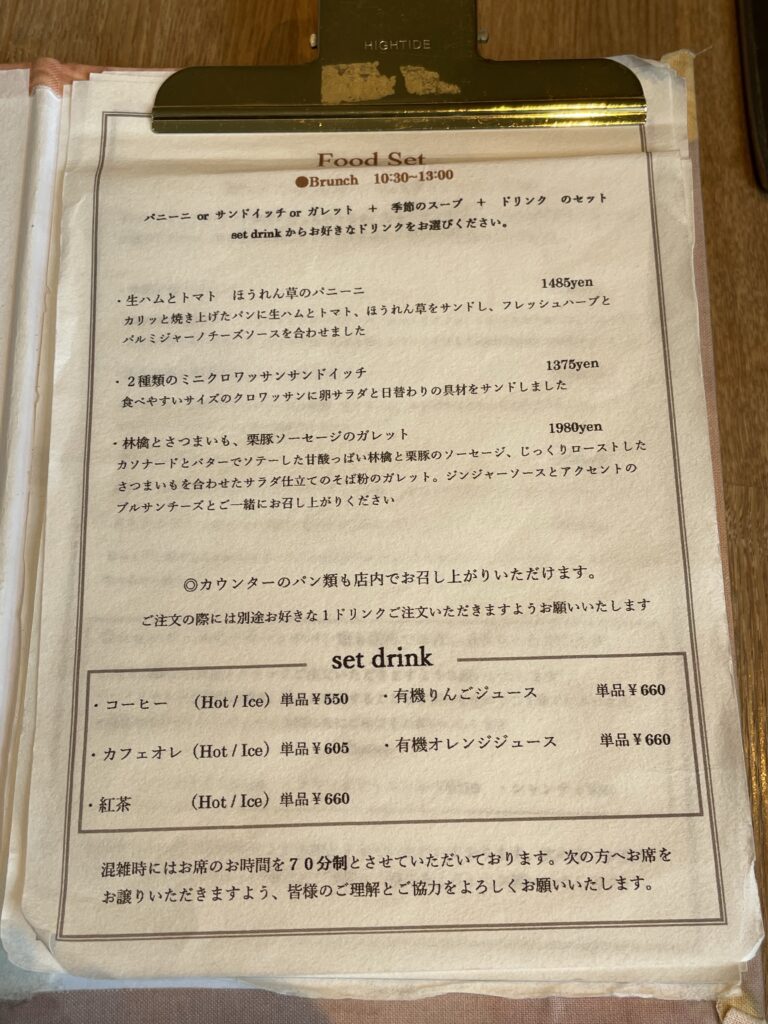 HIGHTIDE
Food Set
●Brunch 10:30~13:00
パニーニ or サンドイッチ or ガレット ＋ 季節のスープ ＋ ドリンク のセット
set drink からお好きなドリンクをお選びください。
・生ハムとトマト ほうれん草のパニーニ 1485yen
カリッと焼き上げたパンに生ハムとトマト、ほうれん草をサンドし、フレッシュハーブと
パルミジャーノチーズソースを合わせました
・２種類のミニクロワッサンサンドイッチ 1375yen
食べやすいサイズのクロワッサンに卵サラダと日替わりの具材をサンドしました
・林檎とさつまいも、栗豚ソーセージのガレット 1980yen
カソナードとバターでソテーした甘酸っぱい林檎と栗豚のソーセージ、じっくりローストした
さつまいもを合わせたサラダ仕立てのそば粉のガレット。ジンジャーソースとアクセントの
ブルサンチーズとご一緒にお召し上がりください
◎カウンターのパン類も店内でお召し上がりいただけます。
ご注文の際には別途お好きな１ドリンクご注文いただきますようお願いいたします
set drink
・コーヒー （Hot / Ice）単品￥550 ・有機りんごジュース 単品￥660
・カフェオレ（Hot / Ice）単品￥605 ・有機オレンジジュース 単品￥660
・紅茶 （Hot / Ice）単品￥660
混雑時にはお席のお時間を７０分制とさせていただいております。次の方へお席を
お譲りいただきますよう、皆様のご理解とご協力をよろしくお願いいたします。